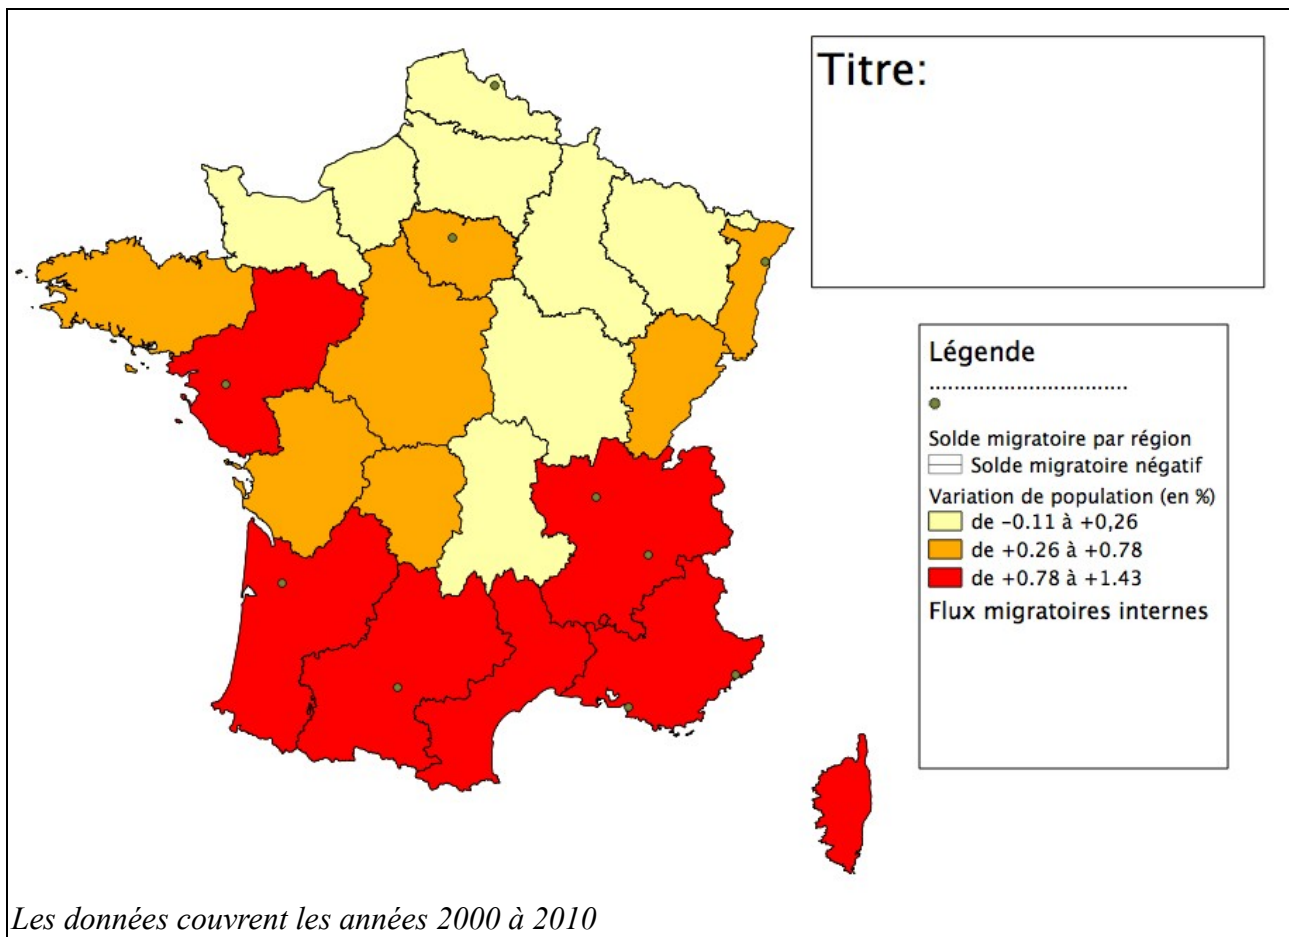 Titre:
Légende
.................................
Solde migratoire par région
Solde migratoire négatif
Variation de population (en %)
de -0.11 à +0,26
de +0.26 à +0.78
de +0.78 à +1.43
Flux migratoires internes
Les données couvrent les années 2000 à 2010